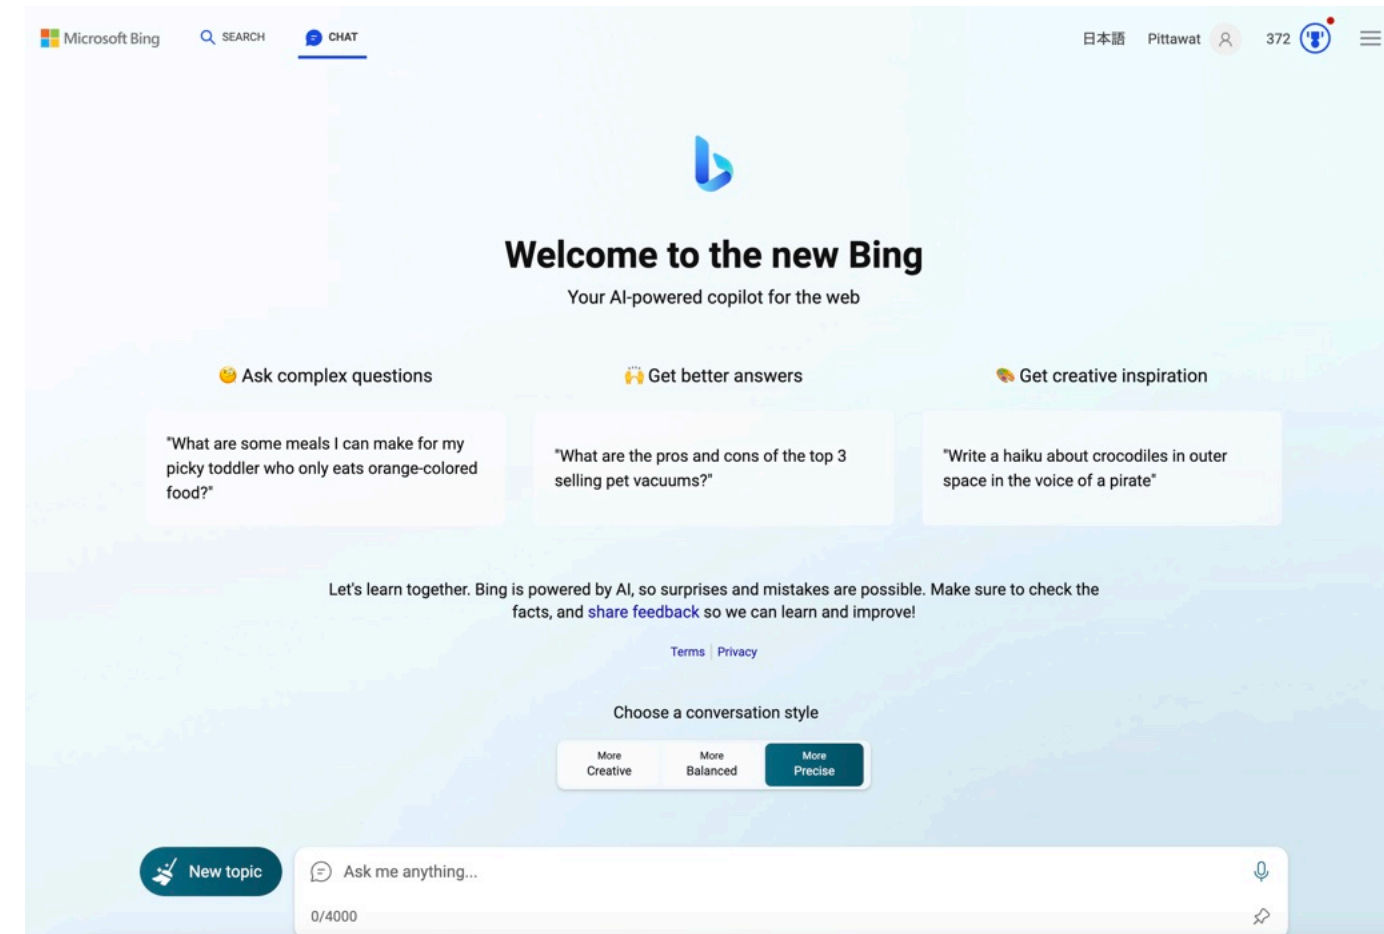 Microsoft Bing
SEARCH
CHAT
日本語
Pittawat
372
Welcome to the new Bing
Your AI-powered copilot for the web
Ask complex questions
"What are some meals I can make for my
picky toddler who only eats orange-colored
food?"
Get better answers
"What are the pros and cons of the top 3
selling pet vacuums?"
Get creative inspiration
"Write a haiku about crocodiles in outer
space in the voice of a pirate"
Let's learn together. Bing is powered by AI, so surprises and mistakes are possible. Make sure to check the
facts, and share feedback so we can learn and improve!
Terms | Privacy
Choose a conversation style
More
Creative
More
Balanced
More
Precise
New topic
Ask me anything...
0/4000